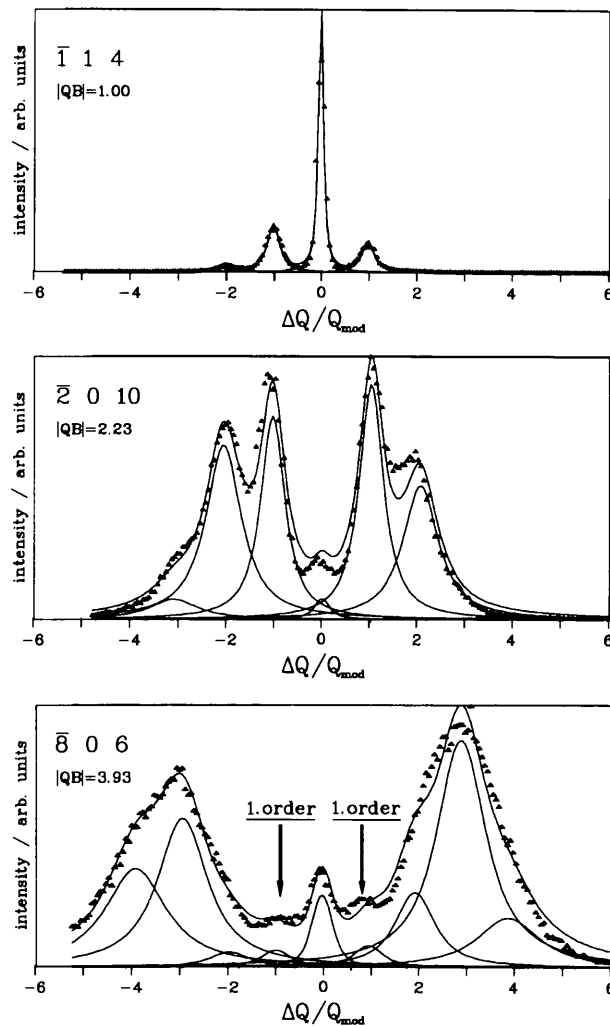 1̅ 1 4
|QB|=1.00
intensity / arb. units
-6 -4 -2 0 2 4 6
ΔQ/Qmod
2̅ 0 10
|QB|=2.23
intensity / arb. units
-6 -4 -2 0 2 4 6
ΔQ/Qmod
8̅ 0 6
|QB|=3.93
1.order 1.order
intensity / arb. units
-6 -4 -2 0 2 4 6
ΔQ/Qmod